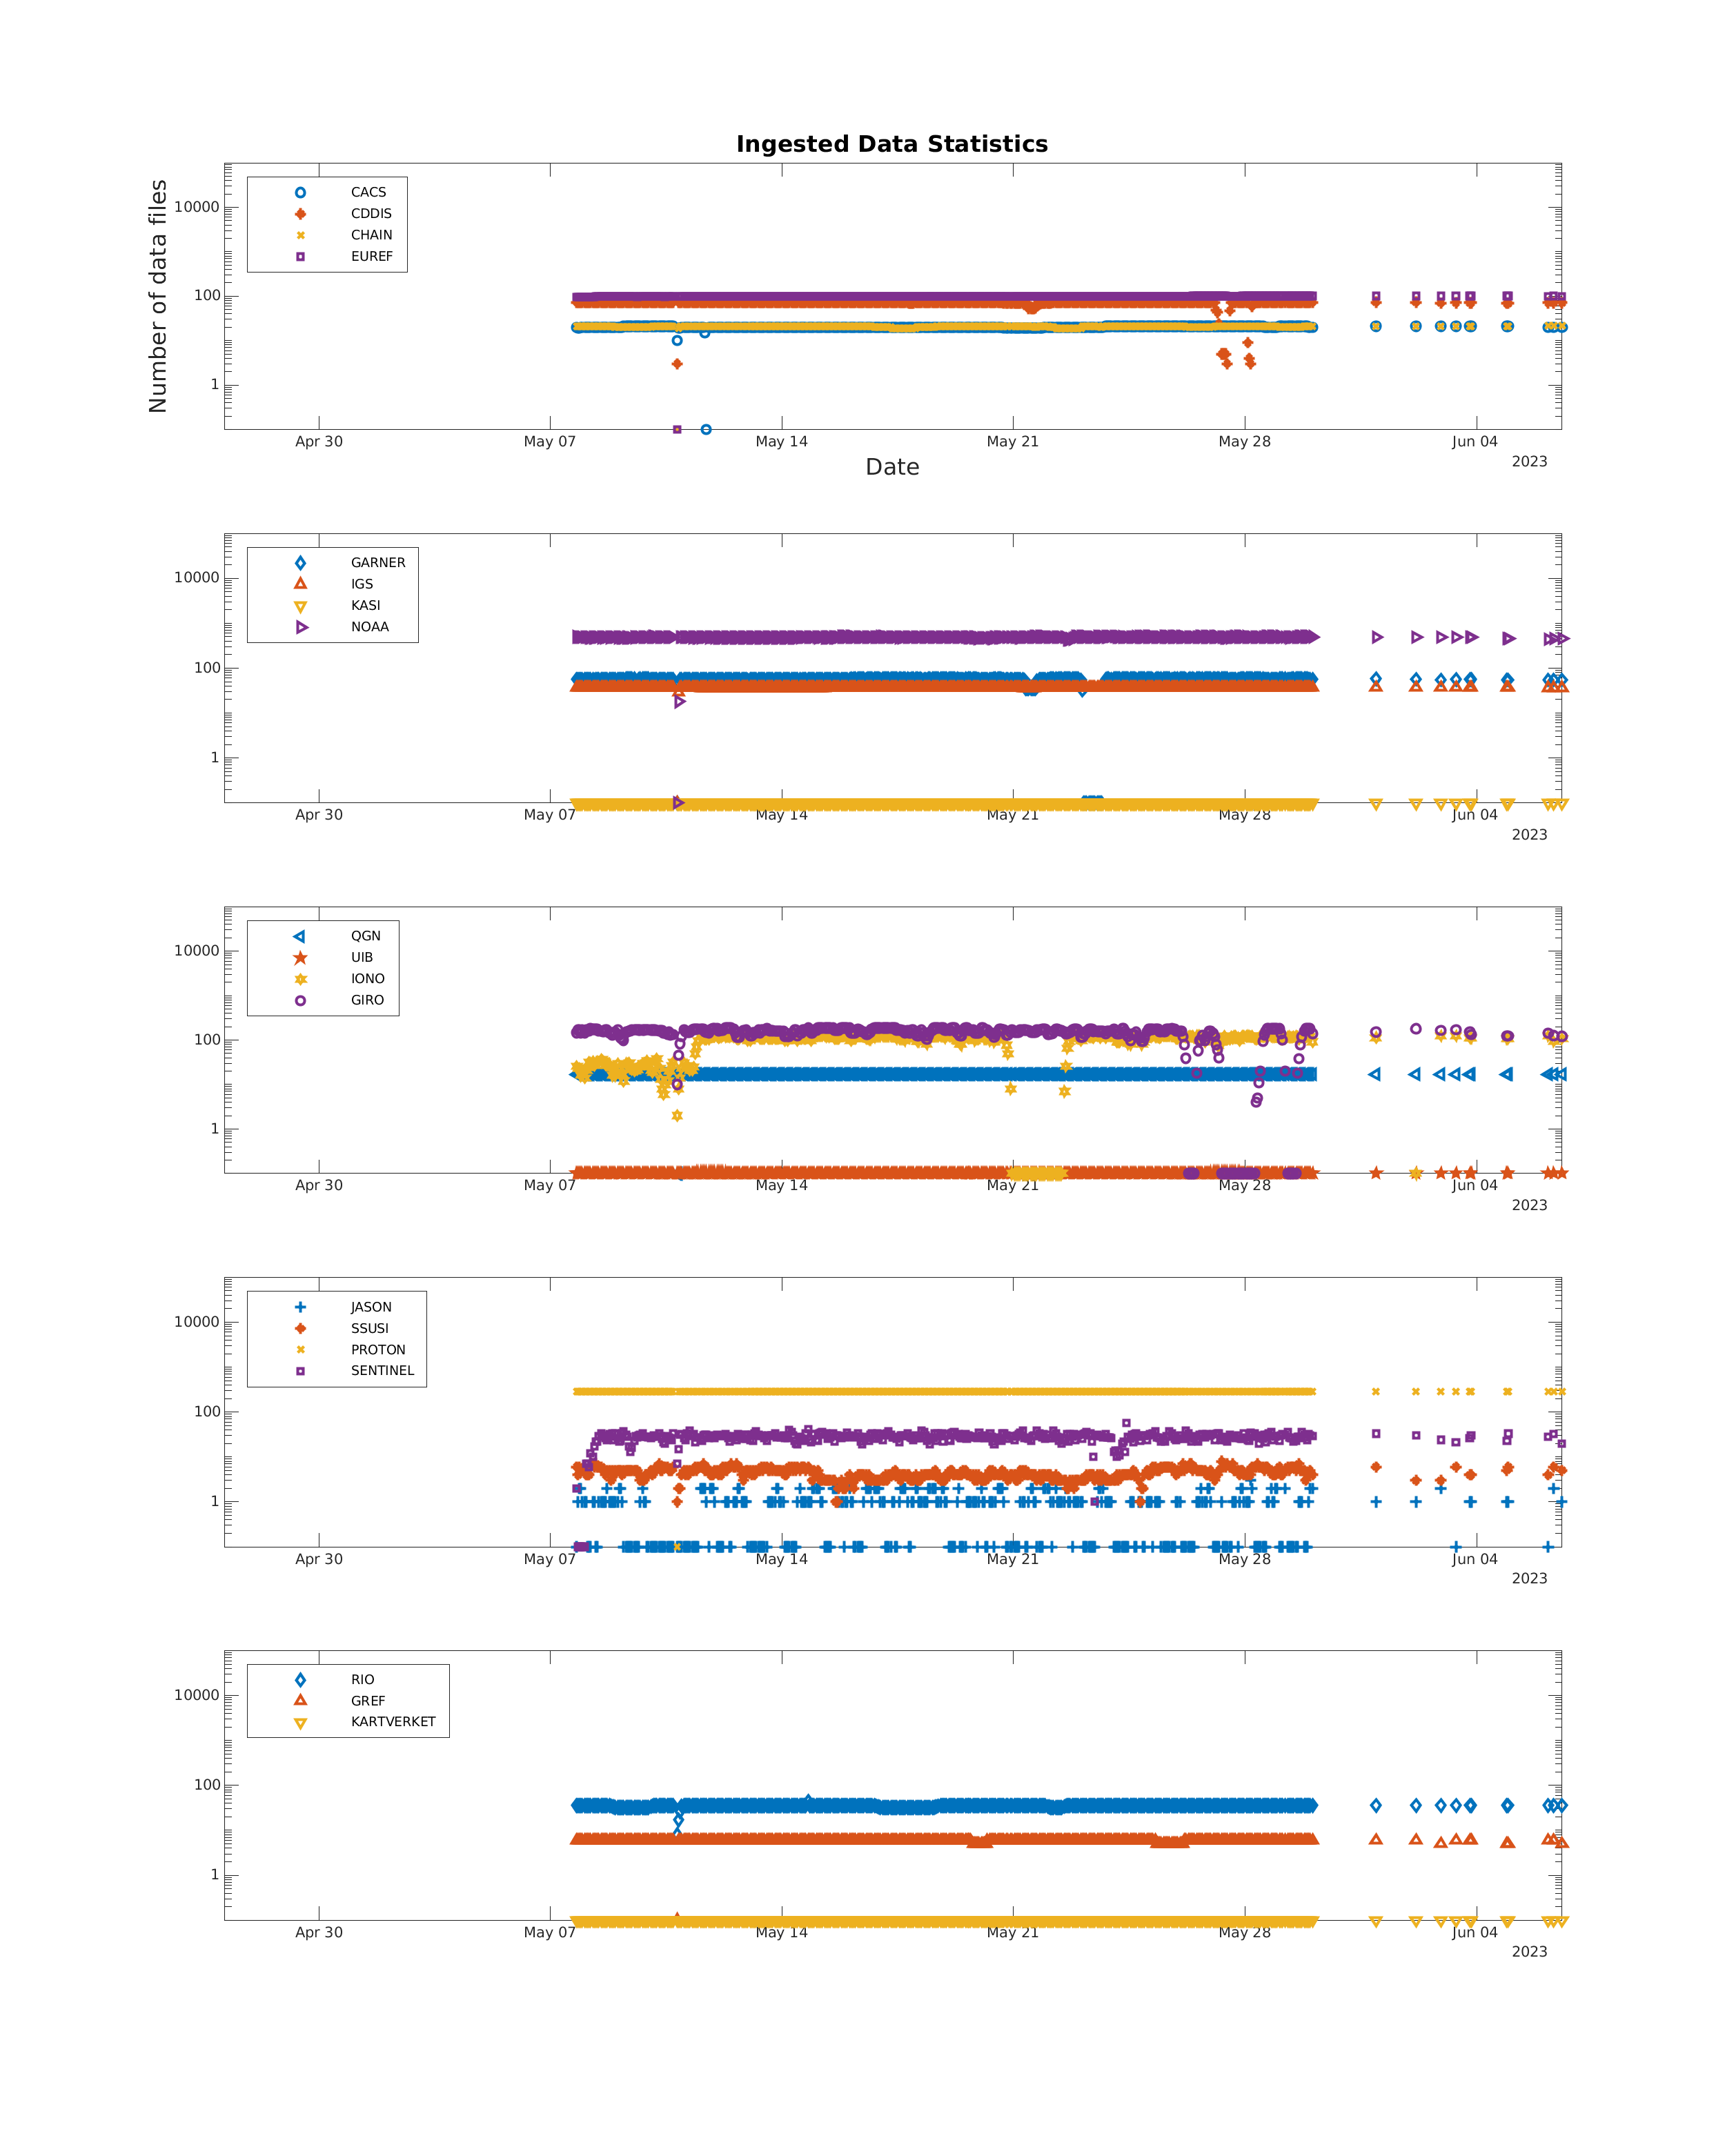 Ingested Data Statistics
Number of data files
CACS
CDDIS
CHAIN
EUREF
10000
100
1
Apr 30 May 07 May 14 May 21 May 28 Jun 04
2023
Date
GARNER
IGS
KASI
NOAA
10000
100
1
Apr 30 May 07 May 14 May 21 May 28 Jun 04
2023
QGN
UIB
IONO
GIRO
10000
100
1
Apr 30 May 07 May 14 May 21 May 28 Jun 04
2023
JASON
SSUSI
PROTON
SENTINEL
10000
100
1
Apr 30 May 07 May 14 May 21 May 28 Jun 04
2023
RIO
GREF
KARTVERKET
10000
100
1
Apr 30 May 07 May 14 May 21 May 28 Jun 04
2023